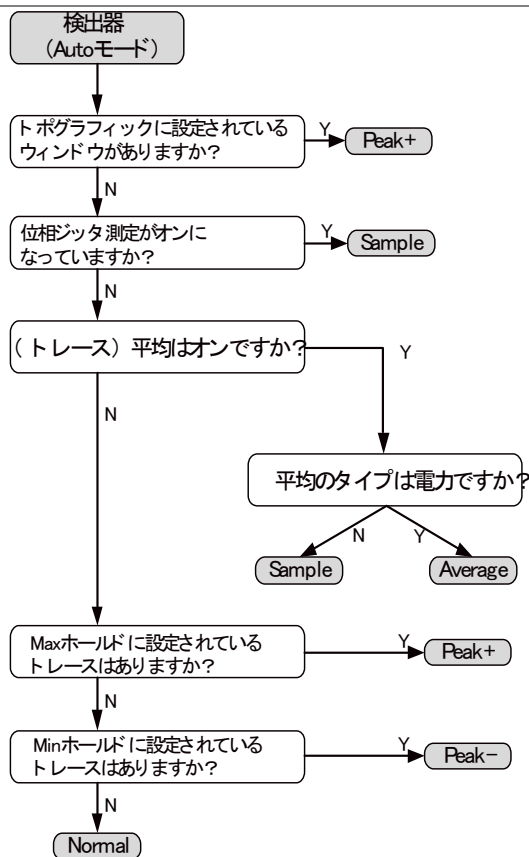 検出器
(Autoモード)
トポグラフィックに設定されている
ウィンドウがありますか?
Y
Peak+
N
位相ジッタ測定がオンに
なっていますか?
Y
Sample
N
(トレース) 平均はオンですか?
Y
N
平均のタイプは電力ですか?
N
Y
Sample
Average
Maxホールドに設定されている
トレースはありますか?
Y
Peak+
N
Minホールドに設定されている
トレースはありますか?
Y
Peak−
N
Normal